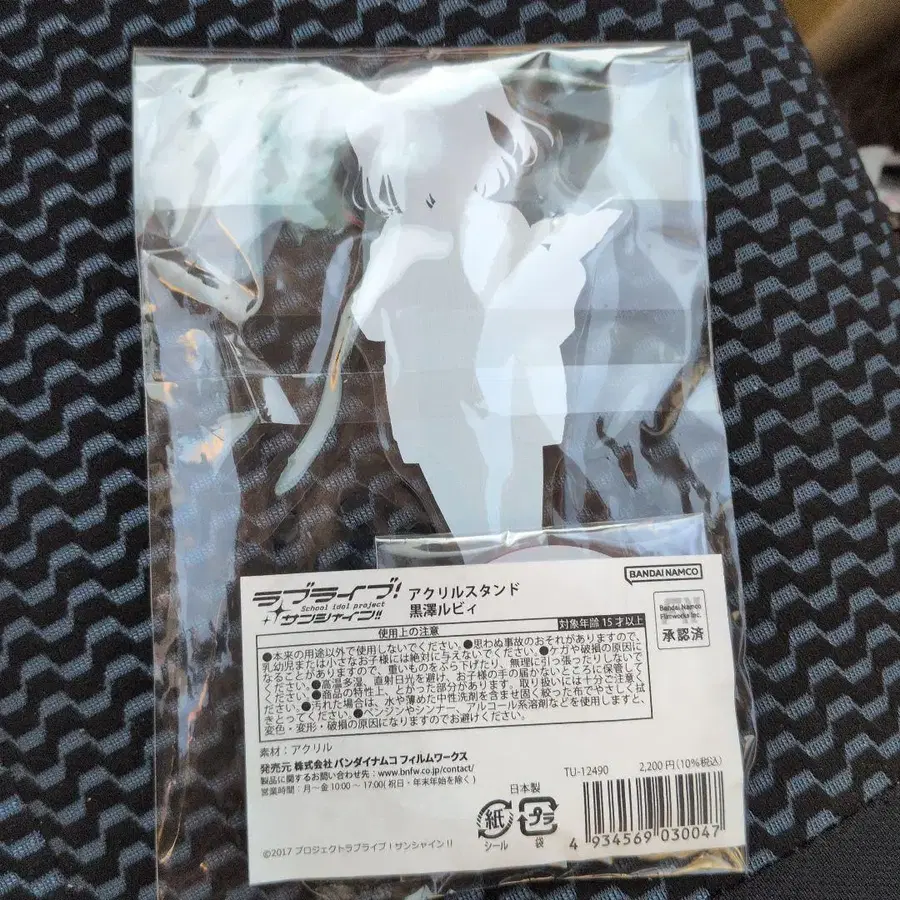 ラブライブ!
School idol project
サンシャイン!!
アクリルスタンド
黒澤ルビィ
BANDAI NAMCO
Bandai Namco
Filmworks Inc.
承認済
対象年齢 15 才以上
使用上の注意
●本来の用途以外で使用しないでください。●思わぬ事故のおそれがありますので、
乳幼児または小さなお子様には絶対に与えないでください。●ケガや破損の原因に
なることがありますので、重いものをぶら下げたり、無理に引っ張ったりしないで
ください。●高温多湿、直射日光を避け、お子様の手の届かないところに保管して
ください。●商品の特性上、とがった部分があります。取り扱いには十分ご注意く
ださい。●汚れた場合は、水や薄めた中性洗剤を含ませ固く絞った布でやさしく拭
きとってください。●ベンジンやシンナー、アルコール系溶剤などを使用しますと、
変色・変形・破損の原因になりますのでお避けください。
素材：アクリル
発売元 株式会社 バンダイナムコ フィルムワークス
製品に関するお問い合わせ先：www.bnfw.co.jp/contact/
営業時間：月～金 10:00 ～ 17:00( 祝日・年末年始を除く )
TU-12490 2,200 円 (10%税込)
日本製
紙 プラ
シール 袋
4 934569 030047
©2017 プロジェクトラブライブ！サンシャイン!!